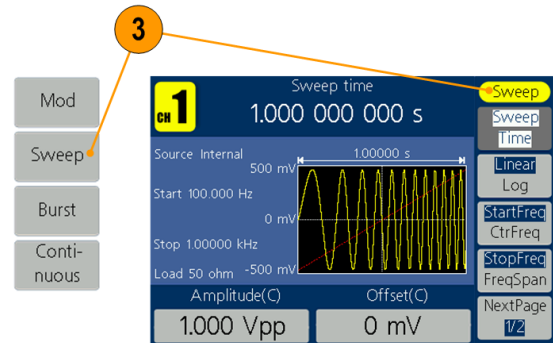 3
Mod
Sweep
Burst
Conti-
nuous
CH 1
Sweep time
1.000 000 000 s
Source Internal
1.00000 s
500 mV
Start 100.000 Hz
0 mV
Stop 1.00000 kHz
Load 50 ohm
-500 mV
Amplitude(C)
Offset(C)
1.000 Vpp
0 mV
Sweep
Sweep
Time
Linear
Log
StartFreq
CtrFreq
StopFreq
FreqSpan
NextPage
1/2